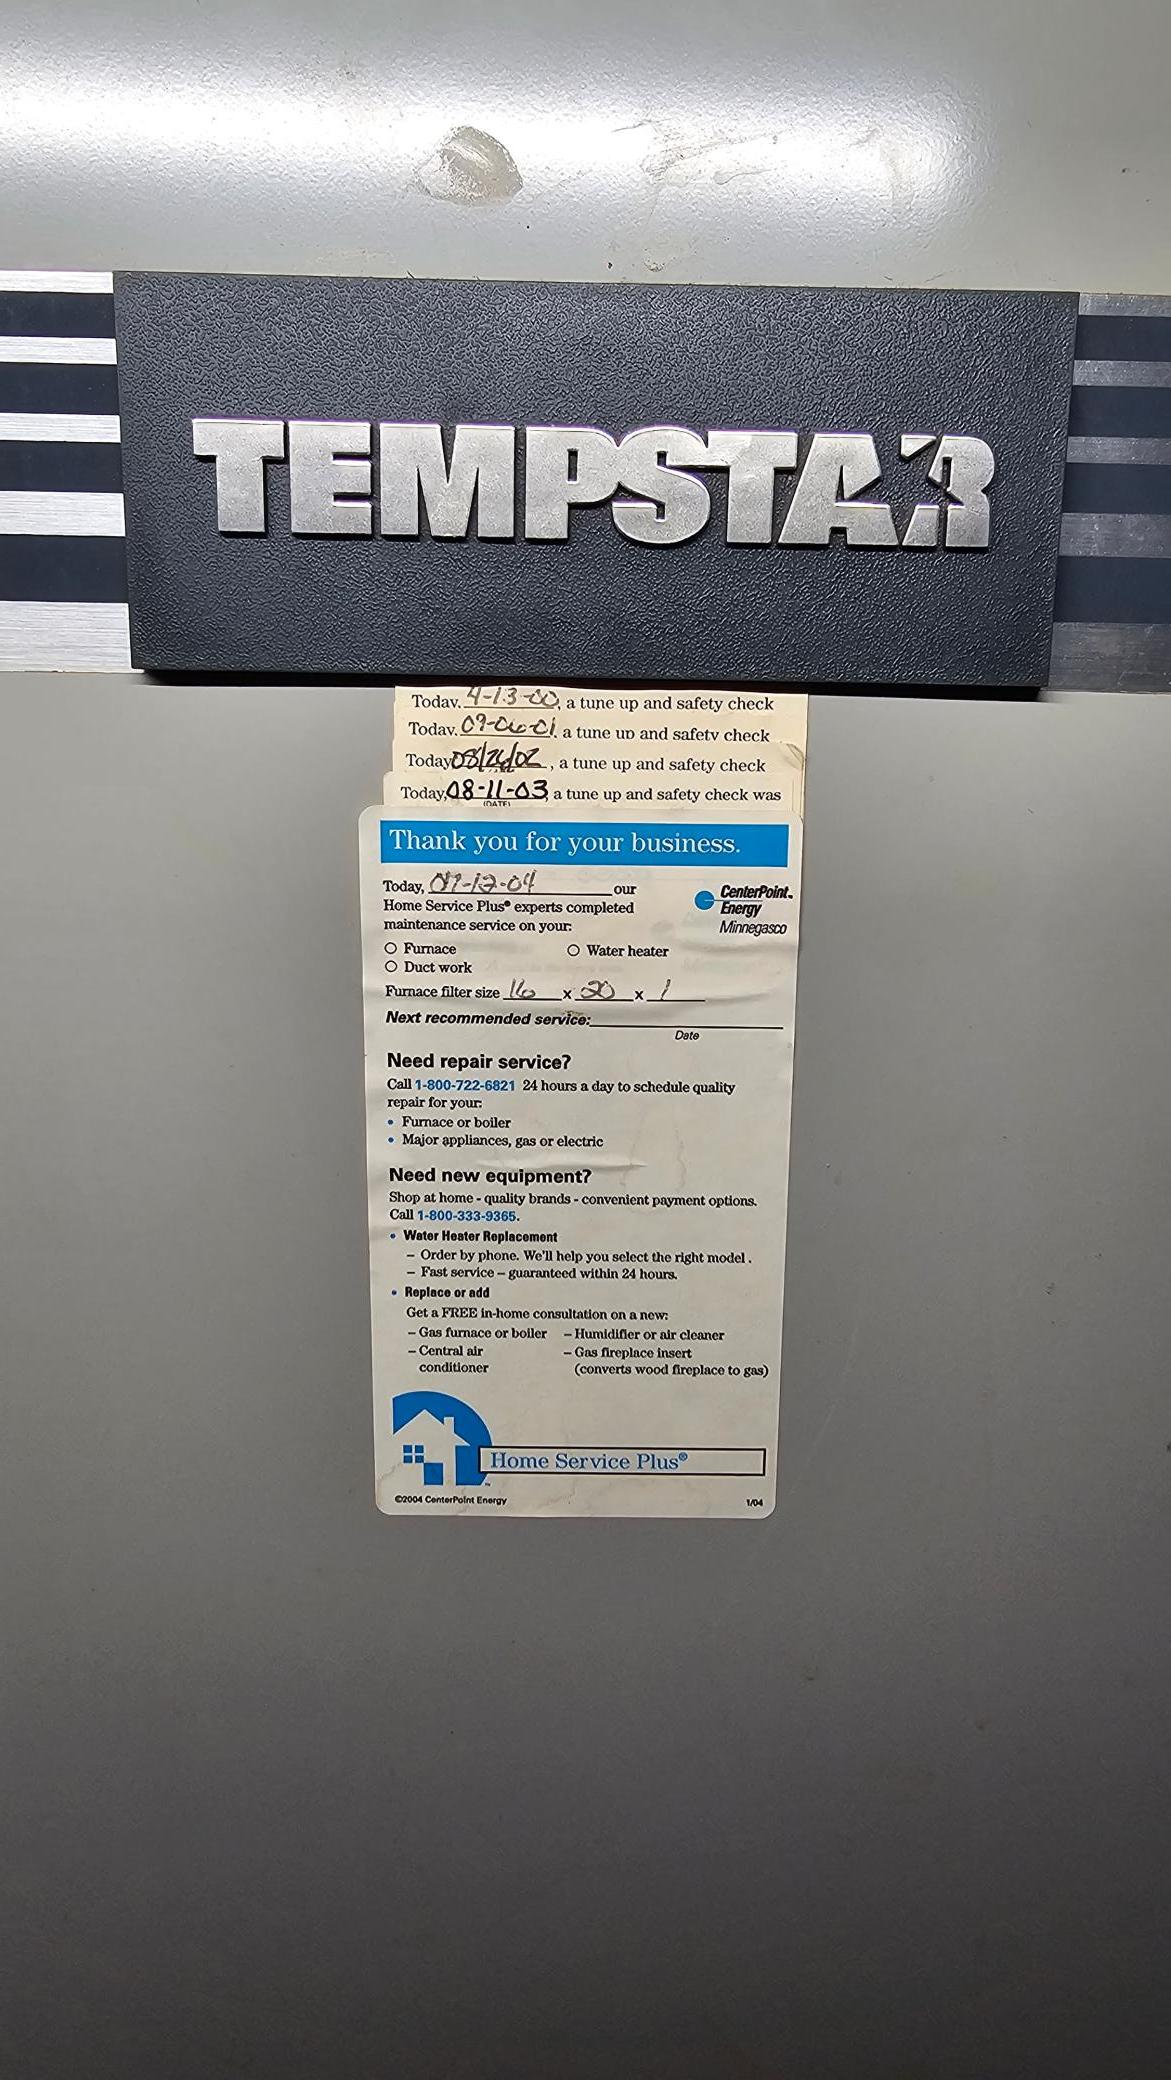 TEMPSTAR
Today, 4-13-00, a tune up and safety check
Today, 09-06-01, a tune up and safety check
Today 08/26/02, a tune up and safety check
Today, 08-11-03, a tune up and safety check was
(DATE)
Thank you for your business.
Today, 07-12-04 our
Home Service Plus® experts completed
maintenance service on your:
CenterPoint.
Energy
Minnegasco
Furnace
Water heater
Duct work
Furnace filter size 16 x 20 x 1
Next recommended service:
Date
Need repair service?
Call 1-800-722-6821 24 hours a day to schedule quality
repair for your:
• Furnace or boiler
• Major appliances, gas or electric
Need new equipment?
Shop at home - quality brands - convenient payment options.
Call 1-800-333-9365.
• Water Heater Replacement
– Order by phone. We'll help you select the right model.
– Fast service – guaranteed within 24 hours.
• Replace or add
Get a FREE in-home consultation on a new:
– Gas furnace or boiler
– Humidifier or air cleaner
– Central air
conditioner
– Gas fireplace insert
(converts wood fireplace to gas)
Home Service Plus®
©2004 CenterPoint Energy
1/04